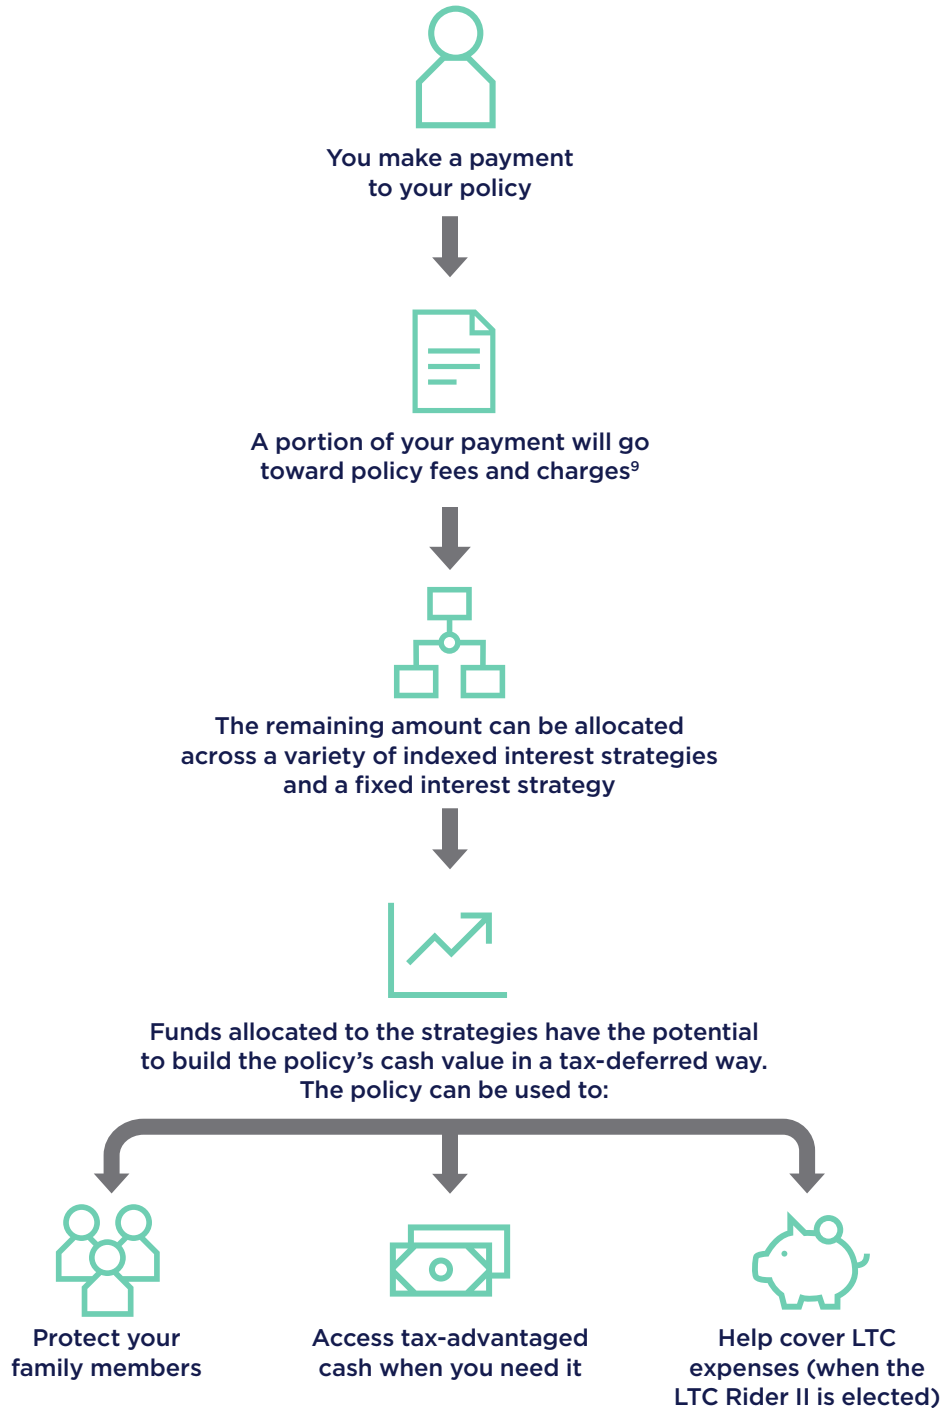 You make a payment
to your policy
A portion of your payment will go
toward policy fees and charges⁹
The remaining amount can be allocated
across a variety of indexed interest strategies
and a fixed interest strategy
Funds allocated to the strategies have the potential
to build the policy’s cash value in a tax-deferred way.
The policy can be used to:
Protect your
family members
Access tax-advantaged
cash when you need it
Help cover LTC
expenses (when the
LTC Rider II is elected)